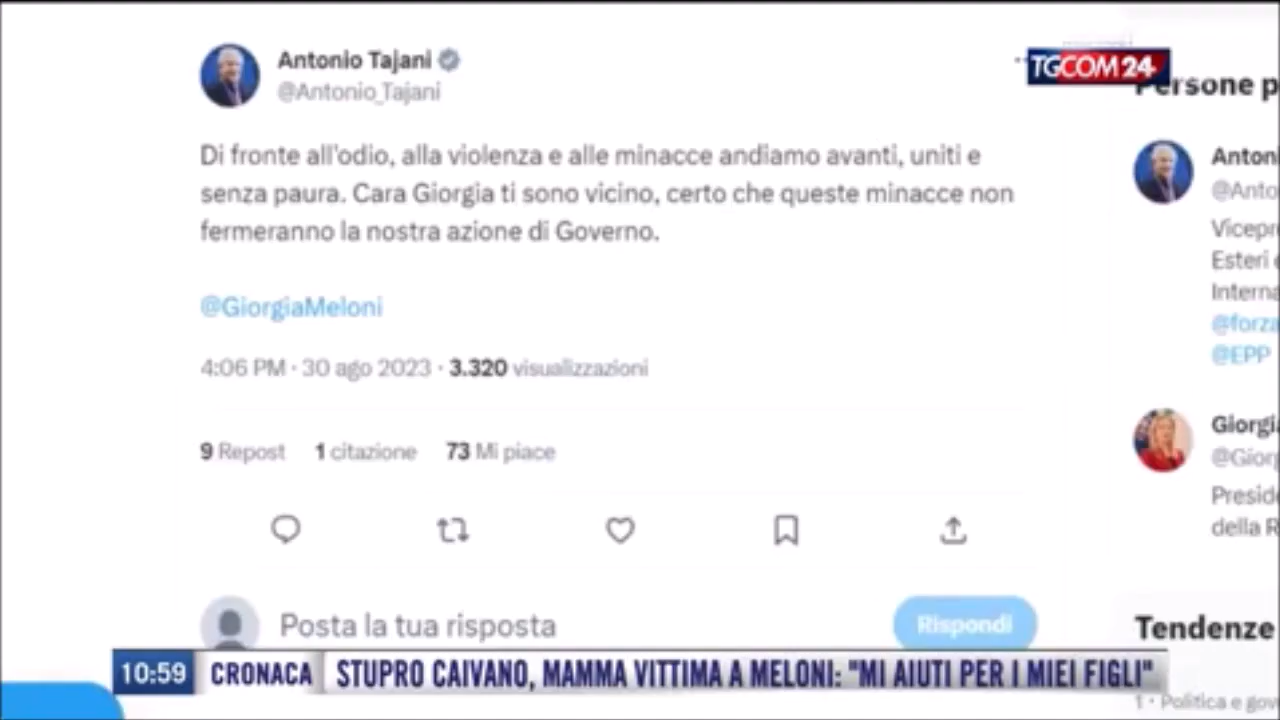 Antonio Tajani
@Antonio_Tajani
Di fronte all'odio, alla violenza e alle minacce andiamo avanti, uniti e
senza paura. Cara Giorgia ti sono vicino, certo che queste minacce non
fermeranno la nostra azione di Governo.
@GiorgiaMeloni
4:06 PM · 30 ago 2023 · 3.320 visualizzazioni
9 Repost 1 citazione 73 Mi piace
Posta la tua risposta
Rispondi
TGCOM24
Persone p
Anton
@Anto
Vicepr
Esteri
Interna
@forza
@EPP
Giorgia
@Giorg
Preside
della R
Tendenze
1 · Politica e gov
10:59 CRONACA STUPRO CAIVANO, MAMMA VITTIMA A MELONI: "MI AIUTI PER I MIEI FIGLI"